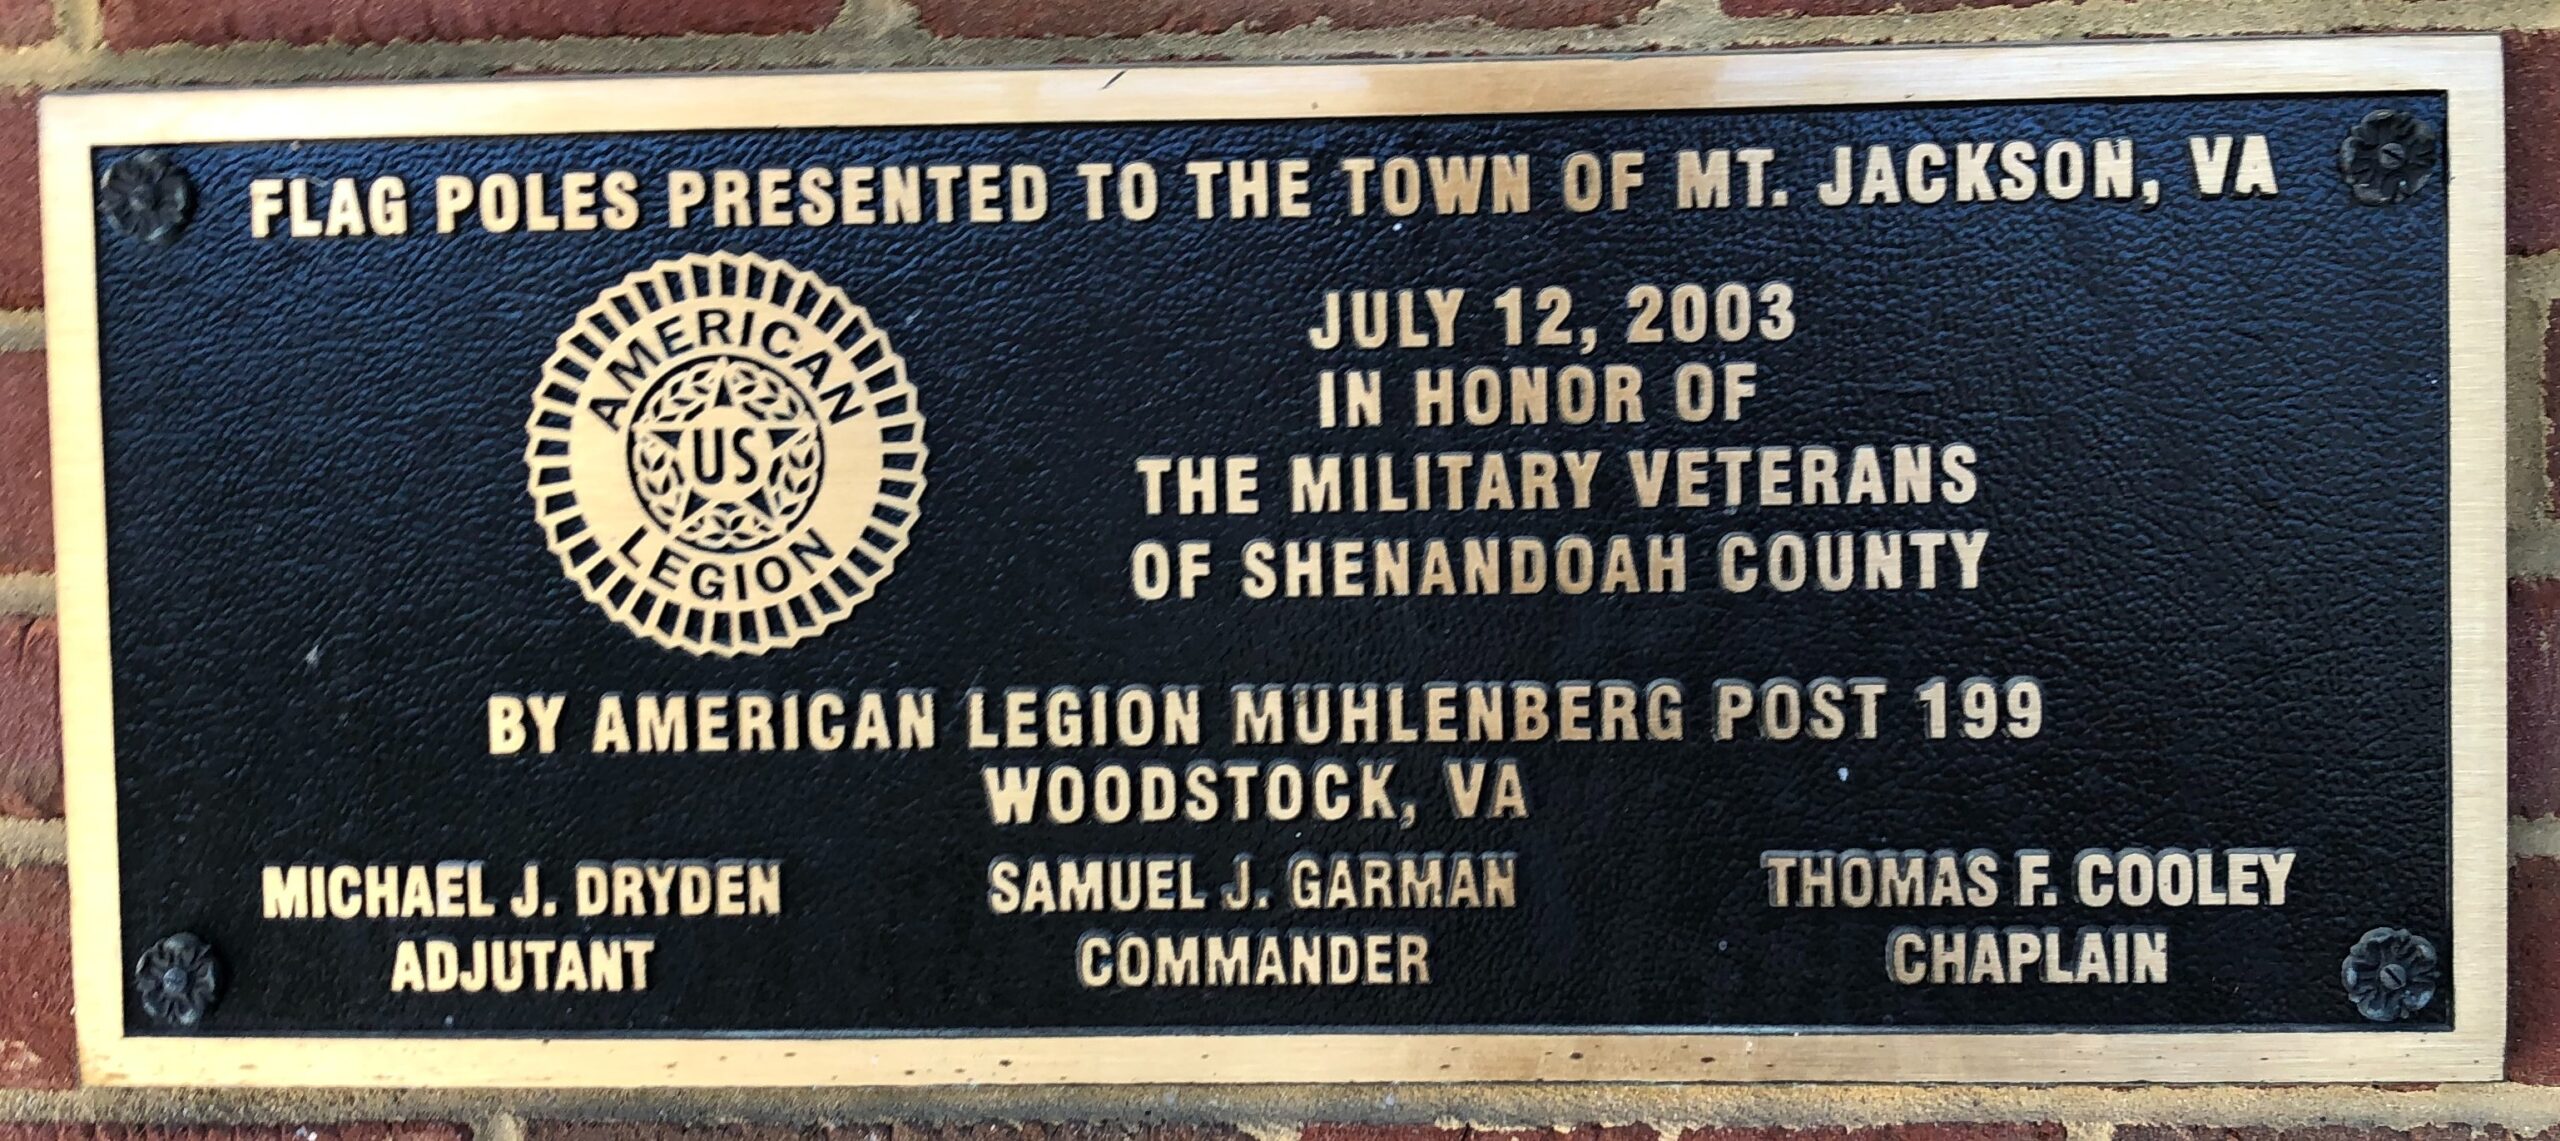 FLAG POLES PRESENTED TO THE TOWN OF MT. JACKSON, VA
AMERICAN
US
LEGION
JULY 12, 2003
IN HONOR OF
THE MILITARY VETERANS
OF SHENANDOAH COUNTY
BY AMERICAN LEGION MUHLENBERG POST 199
WOODSTOCK, VA
MICHAEL J. DRYDEN
ADJUTANT
SAMUEL J. GARMAN
COMMANDER
THOMAS F. COOLEY
CHAPLAIN